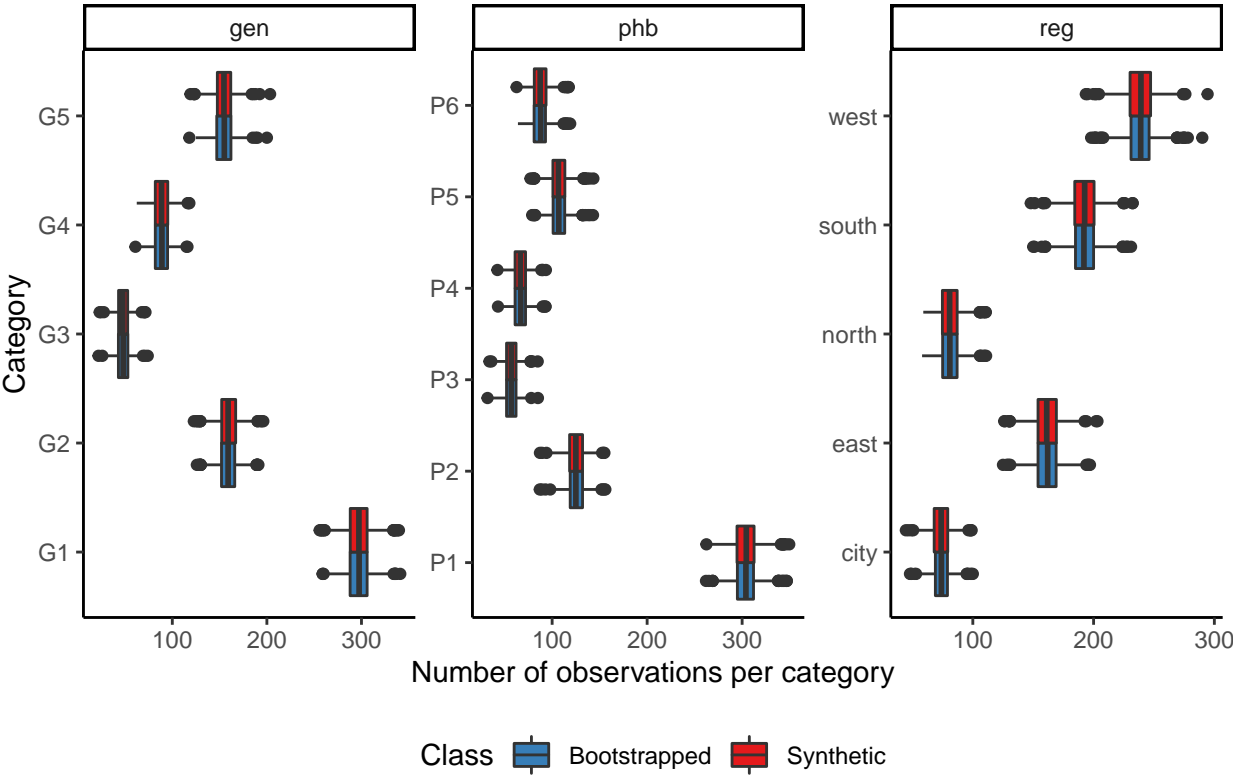 gen
phb
reg
Category
G5
G4
G3
G2
G1
P6
P5
P4
P3
P2
P1
west
south
north
east
city
100 200 300
100 200 300
100 200 300
Number of observations per category
Class Bootstrapped Synthetic